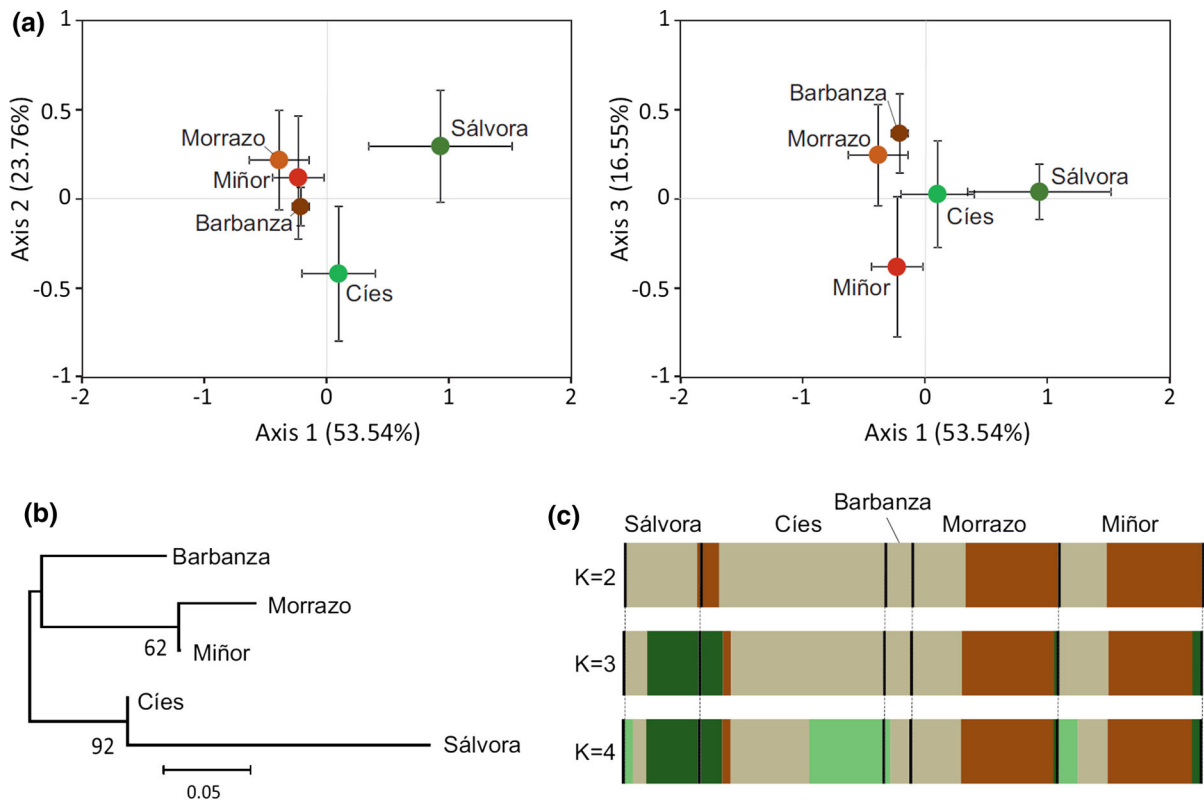 (a)
1
0.5
0
-0.5
-1
Axis 2 (23.76%)
Morrazo
Miñor
Barbanza
Sálvora
Cíes
-2
-1
0
1
2
Axis 1 (53.54%)
1
0.5
0
-0.5
-1
Axis 3 (16.55%)
Barbanza
Morrazo
Sálvora
Cíes
Miñor
-2
-1
0
1
2
Axis 1 (53.54%)
(b)
Barbanza
Morrazo
62
Miñor
Cíes
92
Sálvora
0.05
(c)
Barbanza
Sálvora Cíes Morrazo Miñor
K=2
K=3
K=4